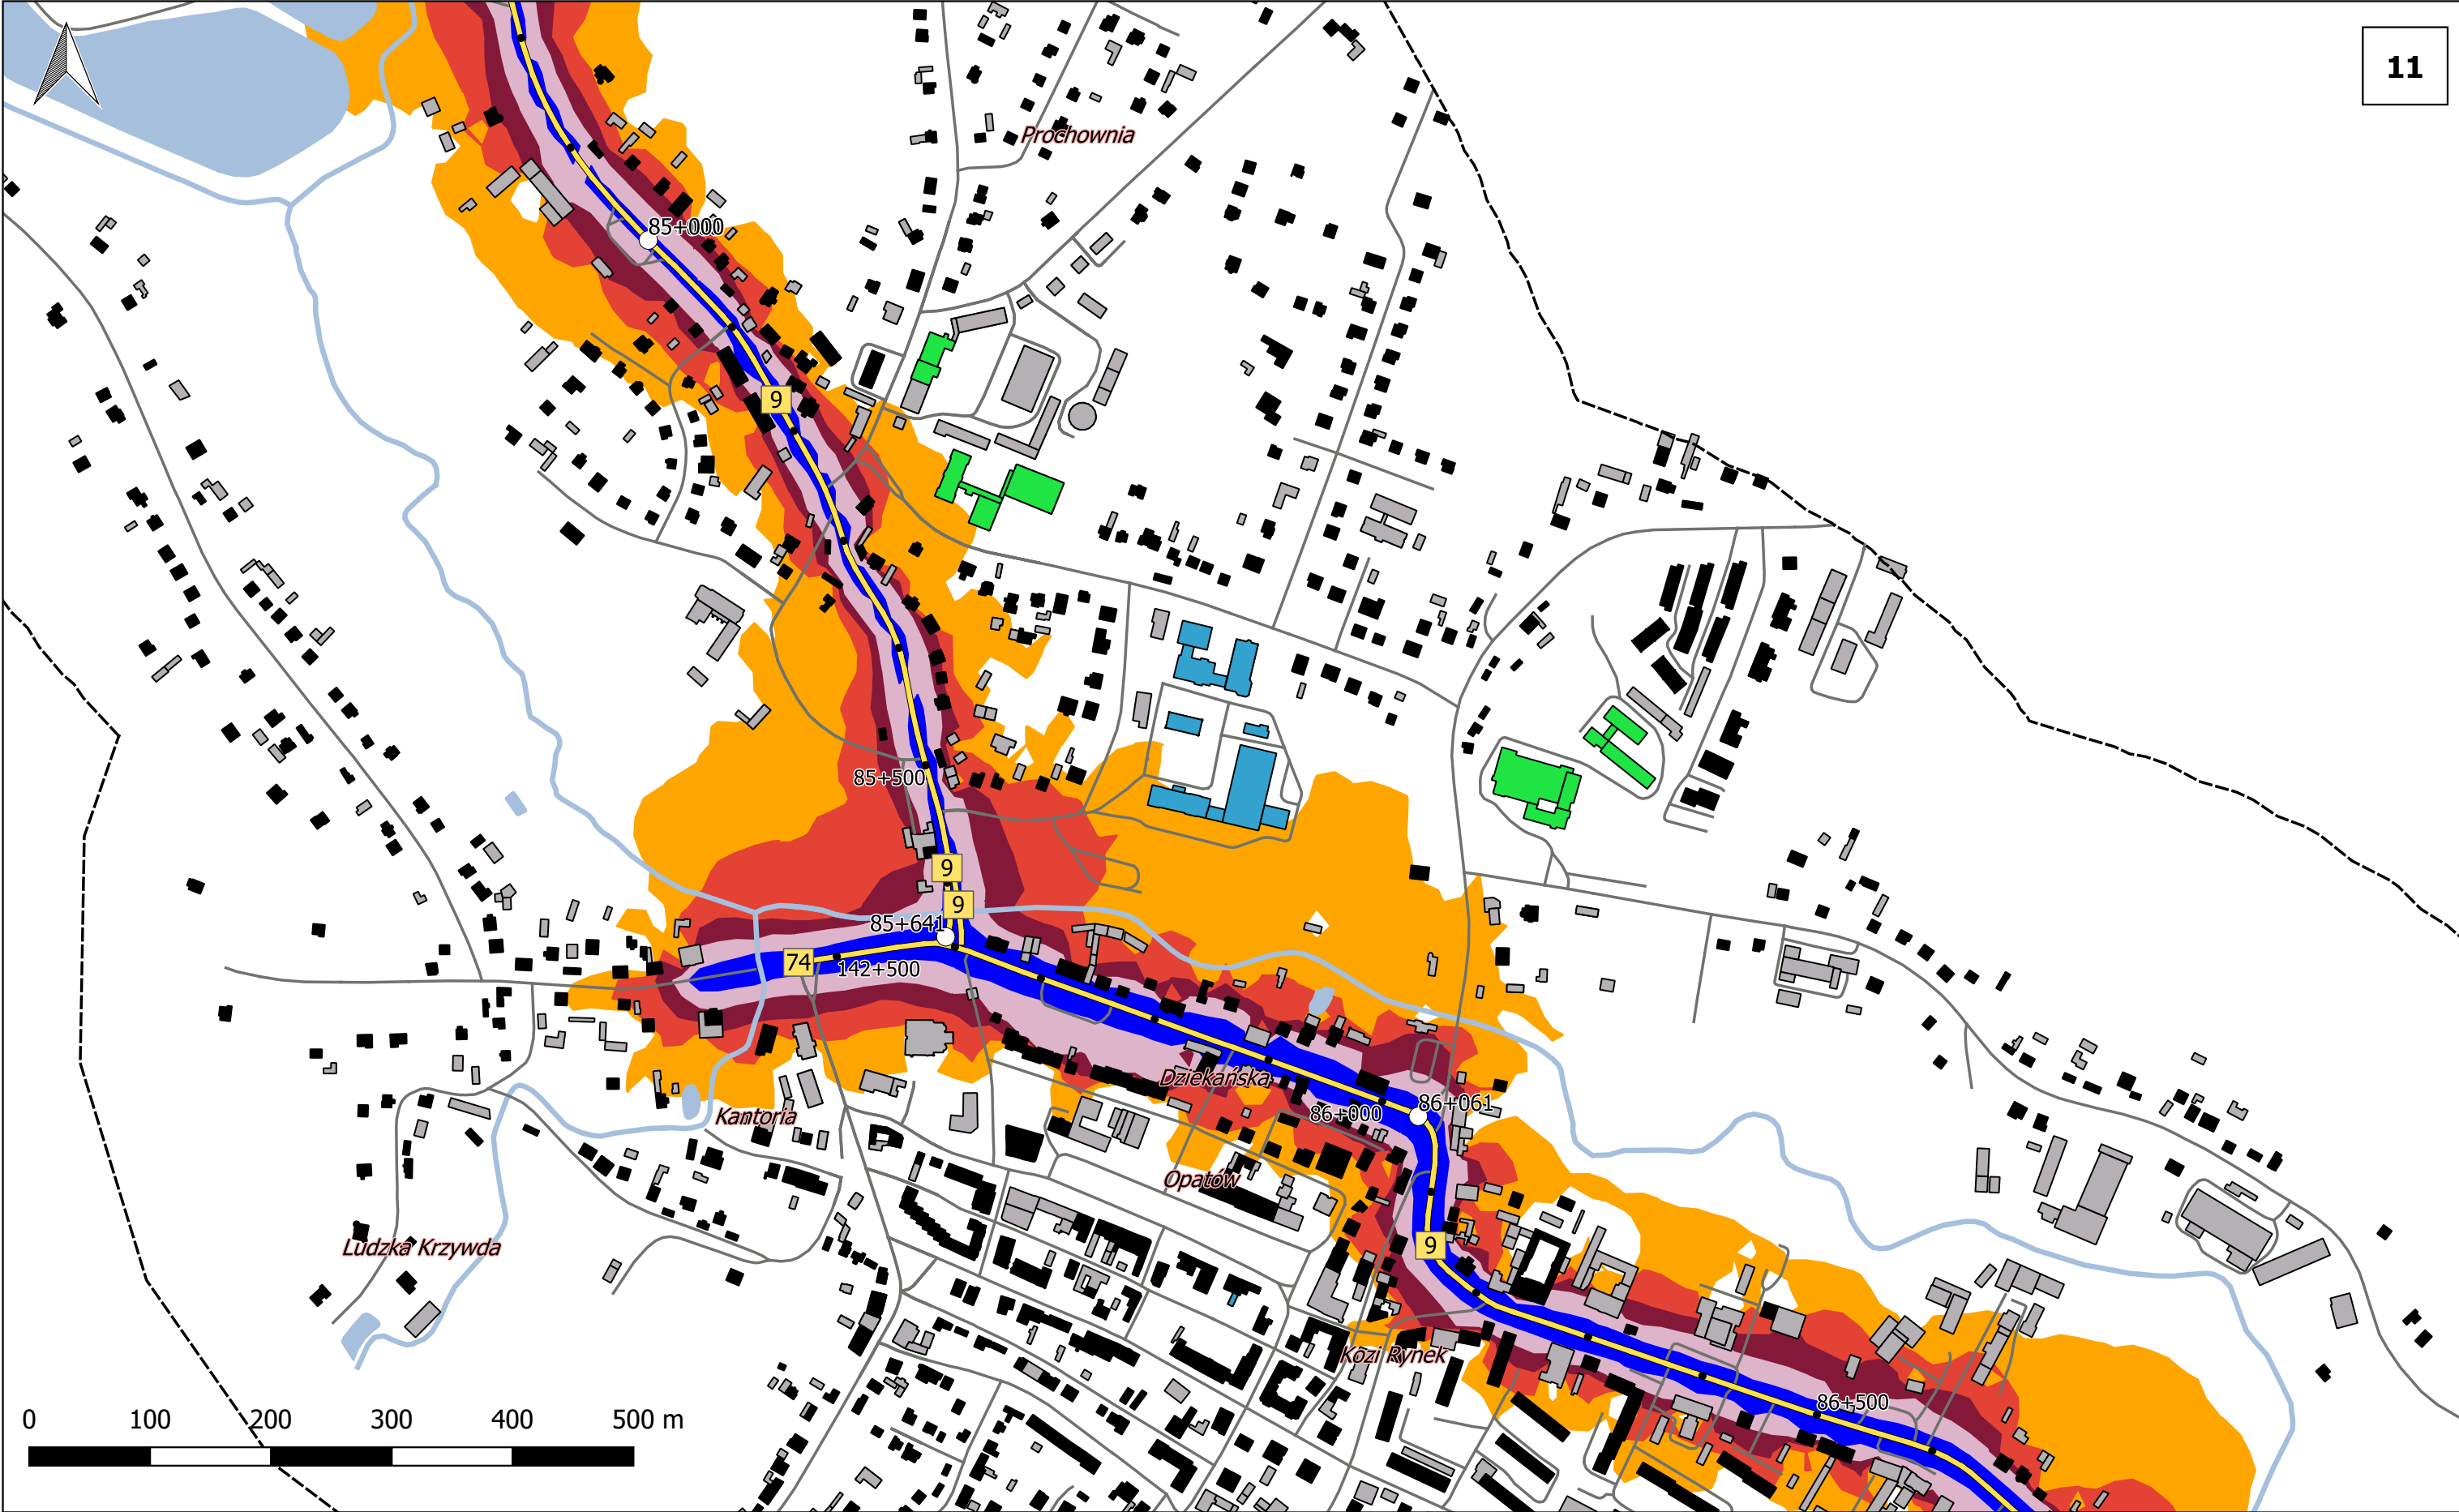 11
Prochownia
85+000
9
85+500
9
9
85+641
74
142+500
Dziekańska
86+000
86+061
Kantoria
Opatów
Ludzka Krzywda
9
Kozi Rynek
86+500
0 100 200 300 400 500 m